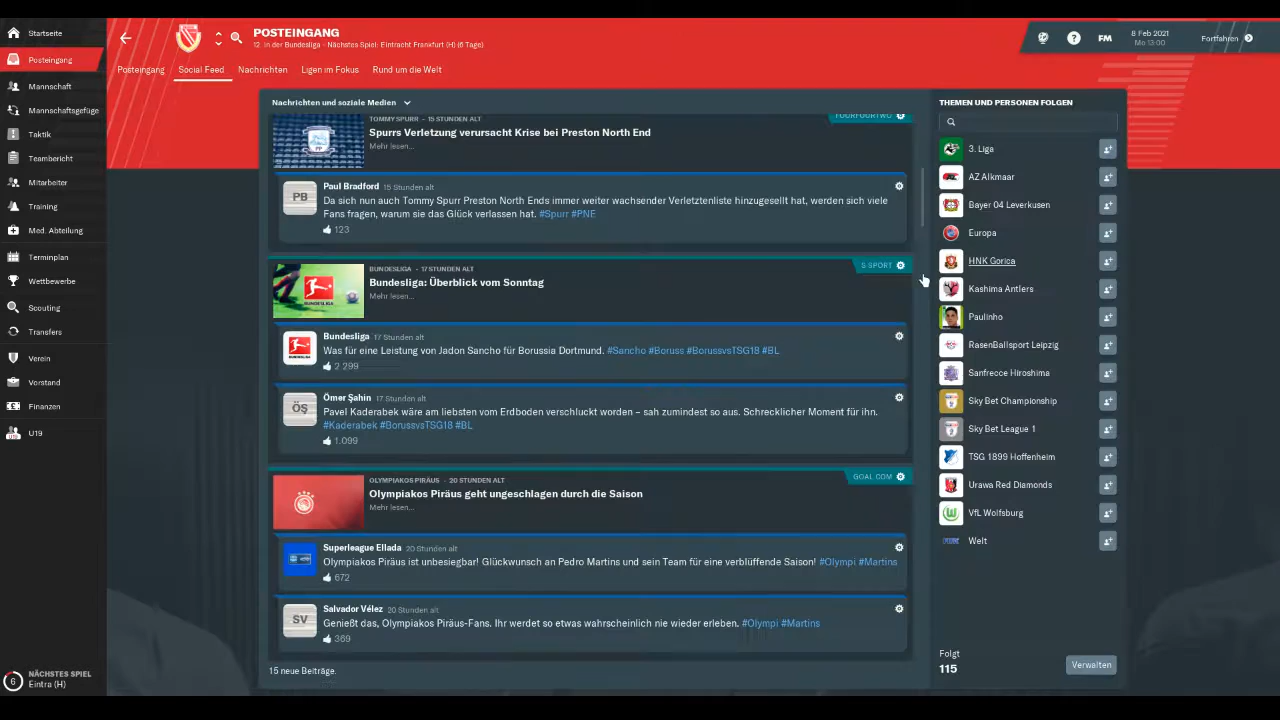 Startseite
Posteingang
Mannschaft
Mannschaftsgefüge
Taktik
Teambericht
Mitarbeiter
Training
Med. Abteilung
Terminplan
Wettbewerbe
Scouting
Transfers
Verein
Vorstand
Finanzen
U19
6
NÄCHSTES SPIEL
Eintra (H)
POSTEINGANG
12. in der Bundesliga - Nächstes Spiel: Eintracht Frankfurt (H) (6 Tage)
FM
8 Feb 2021
Mo 13:00
Fortfahren
Posteingang
Social Feed
Nachrichten
Ligen im Fokus
Rund um die Welt
Nachrichten und soziale Medien
TOMMY SPURR - 15 STUNDEN ALT
FOURFOURTWO
Spurrs Verletzung verursacht Krise bei Preston North End
Mehr lesen...
PB
Paul Bradford 15 Stunden alt
Da sich nun auch Tommy Spurr Preston North Ends immer weiter wachsender Verletztenliste hinzugesellt hat, werden sich viele
Fans fragen, warum sie das Glück verlassen hat. #Spurr #PNE
123
BUNDESLIGA - 17 STUNDEN ALT
S SPORT
Bundesliga: Überblick vom Sonntag
Mehr lesen...
Bundesliga 17 Stunden alt
Was für eine Leistung von Jadon Sancho für Borussia Dortmund. #Sancho #Boruss #BorussvsTSG18 #BL
2 299
ÖŞ
Ömer Şahin 17 Stunden alt
Pavel Kaderabek wäre am liebsten vom Erdboden verschluckt worden – sah zumindest so aus. Schrecklicher Moment für ihn.
#Kaderabek #BorussvsTSG18 #BL
1.099
OLYMPIAKOS PIRÄUS - 20 STUNDEN ALT
GOAL.COM
Olympiakos Piräus geht ungeschlagen durch die Saison
Mehr lesen...
Superleague Ellada 20 Stunden alt
Olympiakos Piräus ist unbesiegbar! Glückwunsch an Pedro Martins und sein Team für eine verblüffende Saison! #Olympi #Martins
672
SV
Salvador Vélez 20 Stunden alt
Genießt das, Olympiakos Piräus-Fans. Ihr werdet so etwas wahrscheinlich nie wieder erleben. #Olympi #Martins
369
15 neue Beiträge.
THEMEN UND PERSONEN FOLGEN
3. Liga
AZ Alkmaar
Bayer 04 Leverkusen
Europa
HNK Gorica
Kashima Antlers
Paulinho
RasenBallsport Leipzig
Sanfrecce Hiroshima
Sky Bet Championship
Sky Bet League 1
TSG 1899 Hoffenheim
Urawa Red Diamonds
VfL Wolfsburg
Welt
Folgt
115
Verwalten